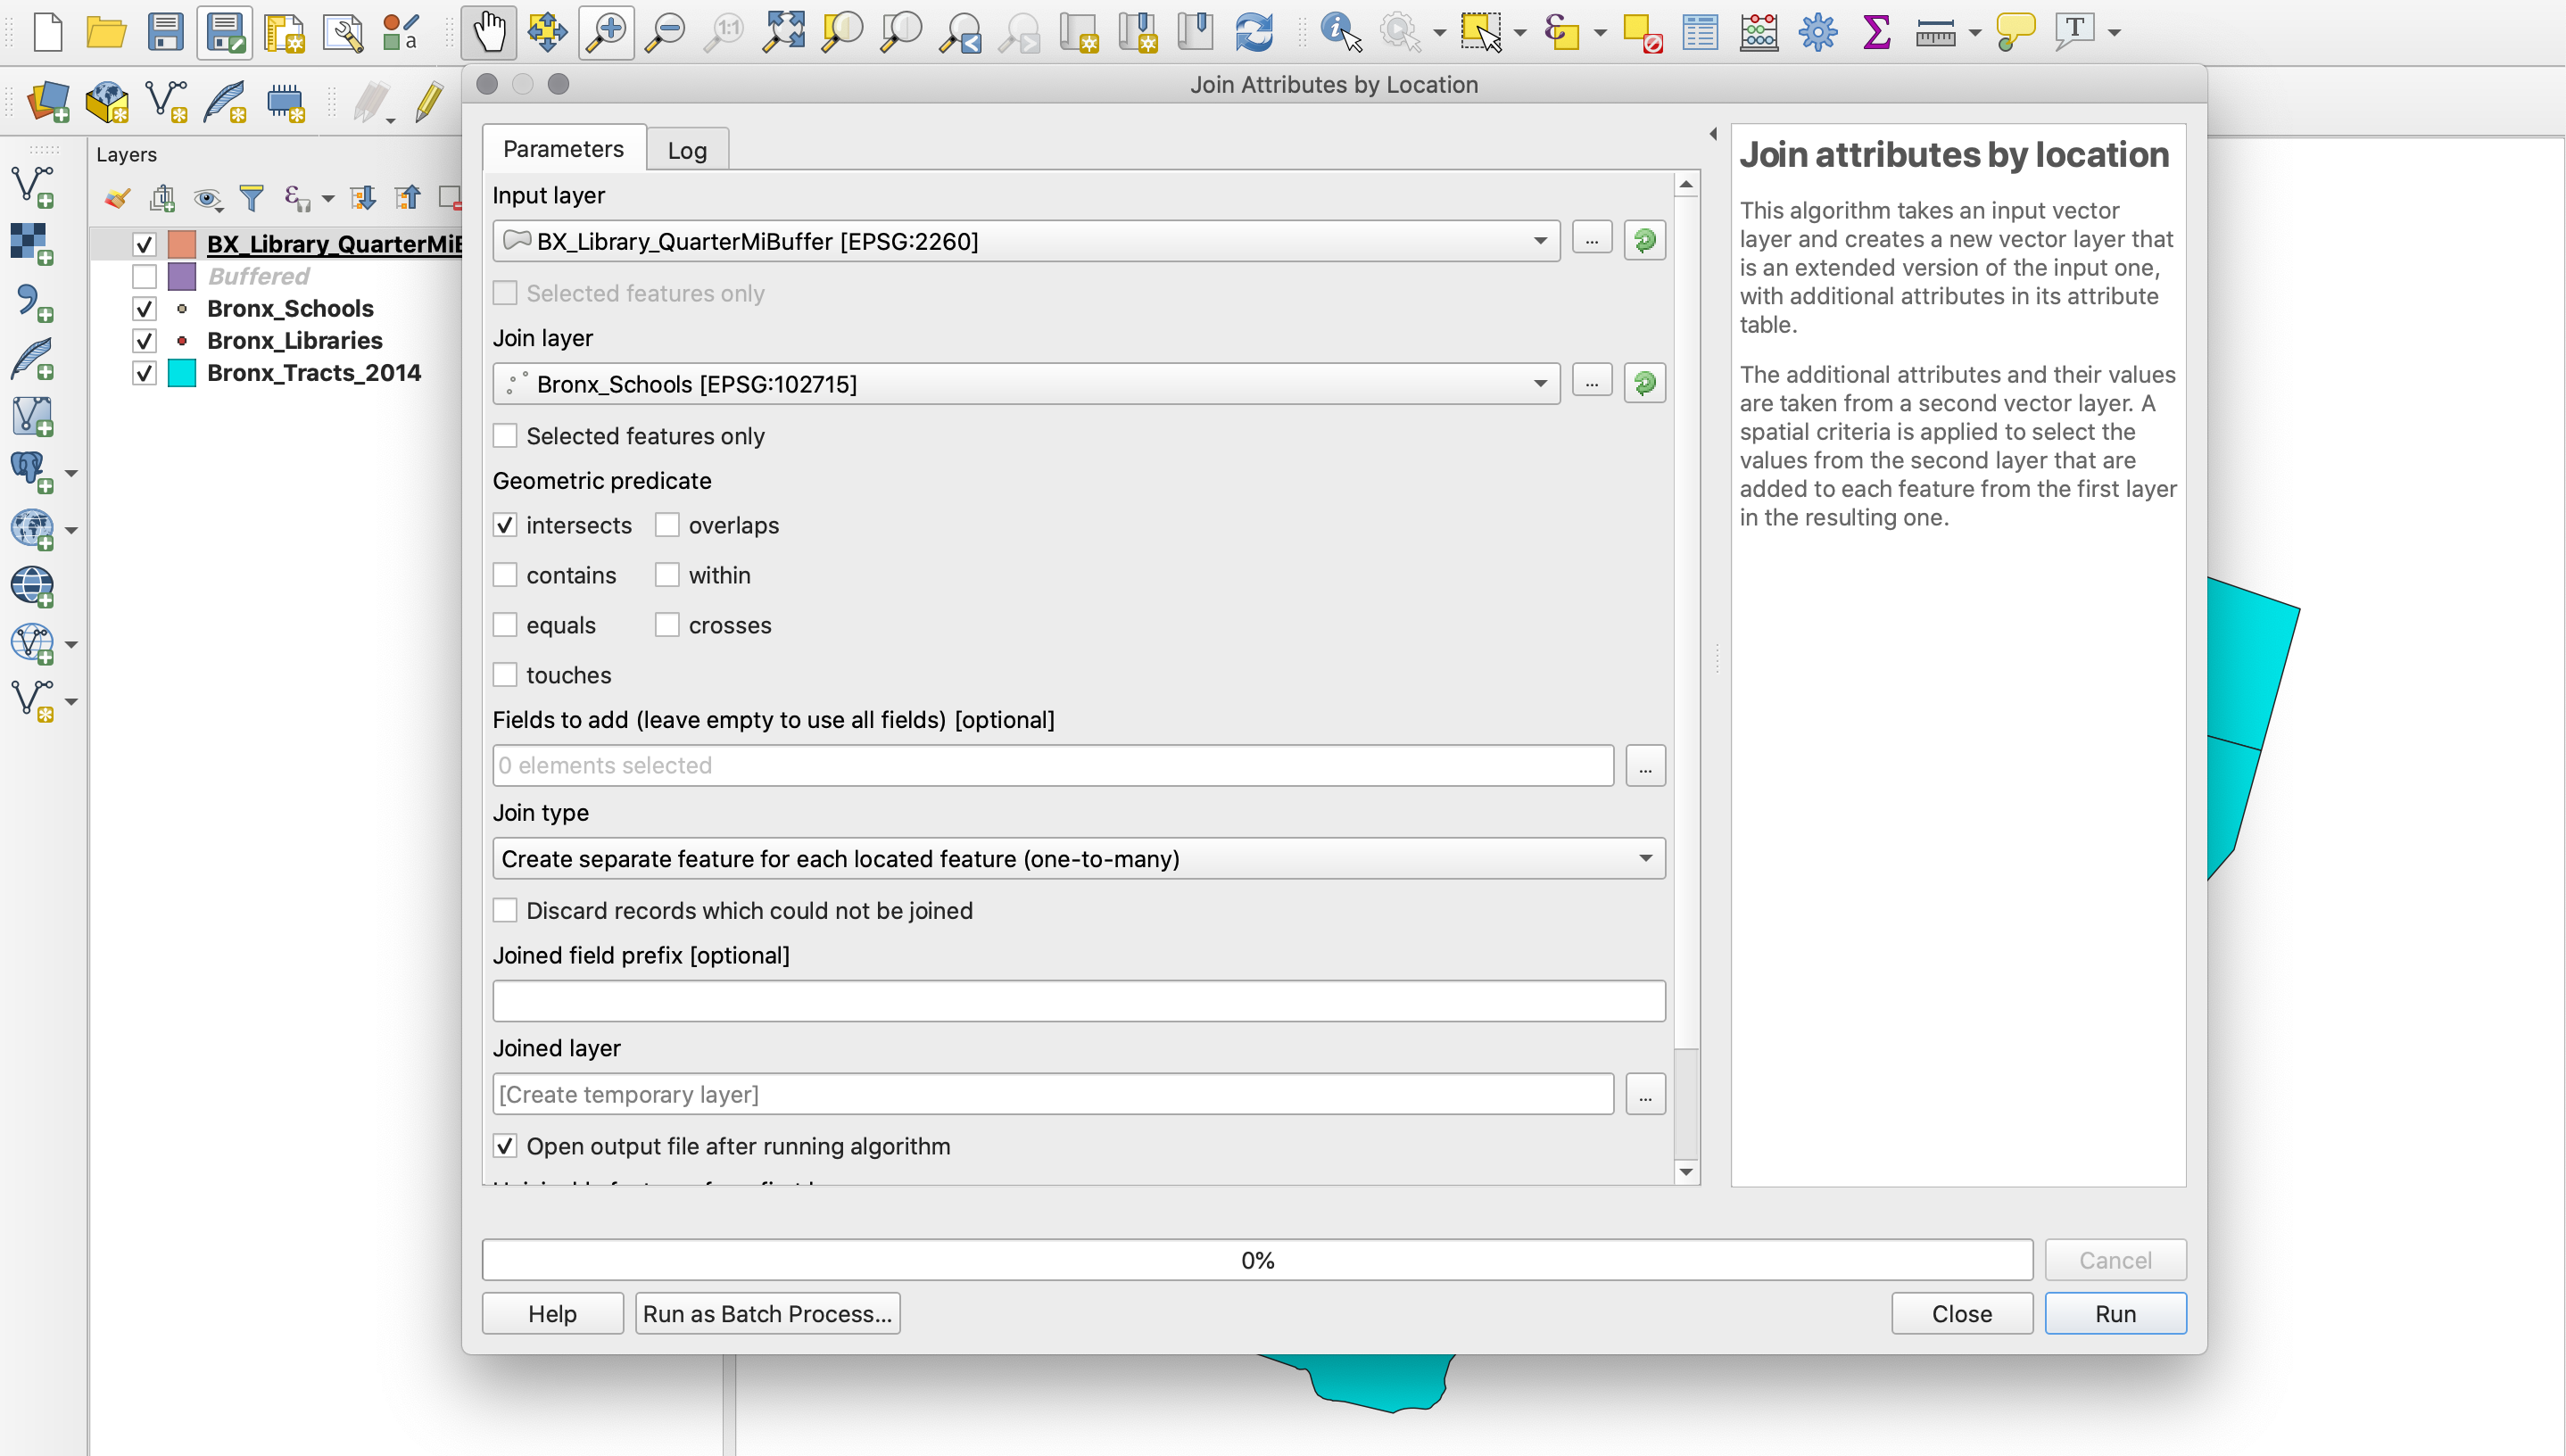 1:1
a
T
Join Attributes by Location
Layers
BX_Library_QuarterMiB
Buffered
Bronx_Schools
Bronx_Libraries
Bronx_Tracts_2014
Parameters
Log
Input layer
BX_Library_QuarterMiBuffer [EPSG:2260]
...
Selected features only
Join layer
Bronx_Schools [EPSG:102715]
...
Selected features only
Geometric predicate
intersects
overlaps
contains
within
equals
crosses
touches
Fields to add (leave empty to use all fields) [optional]
0 elements selected
...
Join type
Create separate feature for each located feature (one-to-many)
Discard records which could not be joined
Joined field prefix [optional]
Joined layer
[Create temporary layer]
...
Open output file after running algorithm
Join attributes by location
This algorithm takes an input vector
layer and creates a new vector layer that
is an extended version of the input one,
with additional attributes in its attribute
table.
The additional attributes and their values
are taken from a second vector layer. A
spatial criteria is applied to select the
values from the second layer that are
added to each feature from the first layer
in the resulting one.
0%
Cancel
Help
Run as Batch Process...
Close
Run